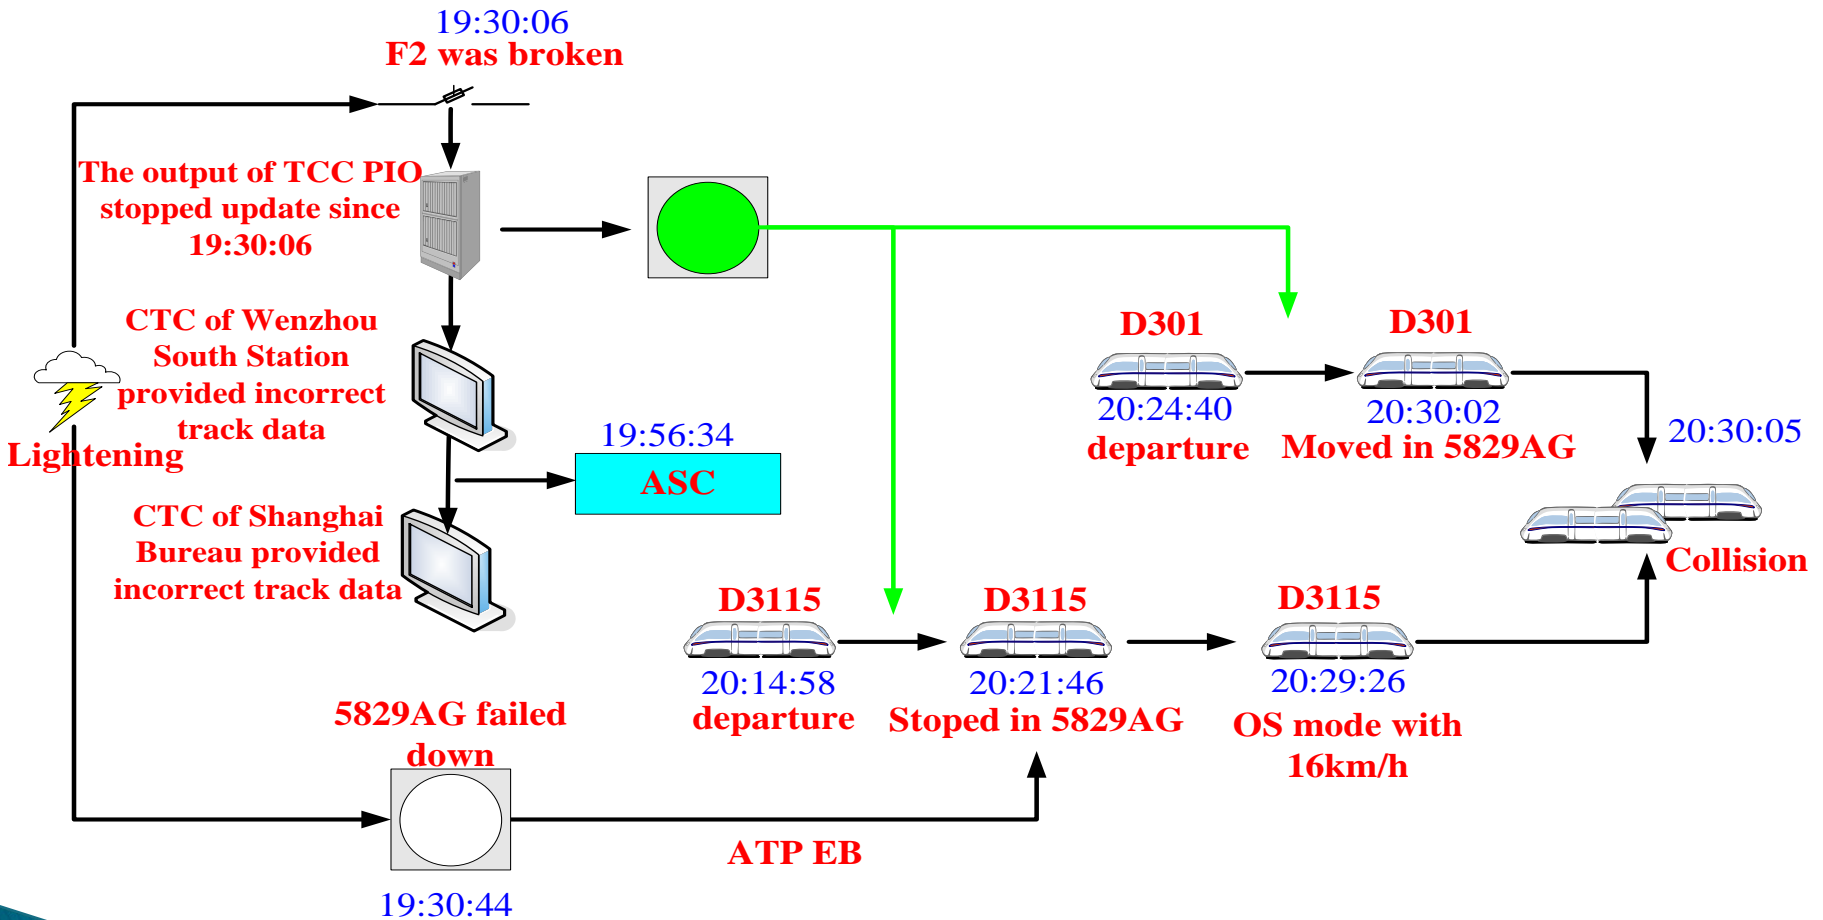 19:30:06
F2 was broken
The output of TCC PIO
stopped update since
19:30:06
CTC of Wenzhou
South Station
provided incorrect
track data
Lightening
19:56:34
ASC
CTC of Shanghai
Bureau provided
incorrect track data
D301
20:24:40
departure
D301
20:30:02
Moved in 5829AG
20:30:05
Collision
D3115
20:14:58
departure
D3115
20:21:46
Stoped in 5829AG
D3115
20:29:26
OS mode with
16km/h
5829AG failed
down
19:30:44
ATP EB